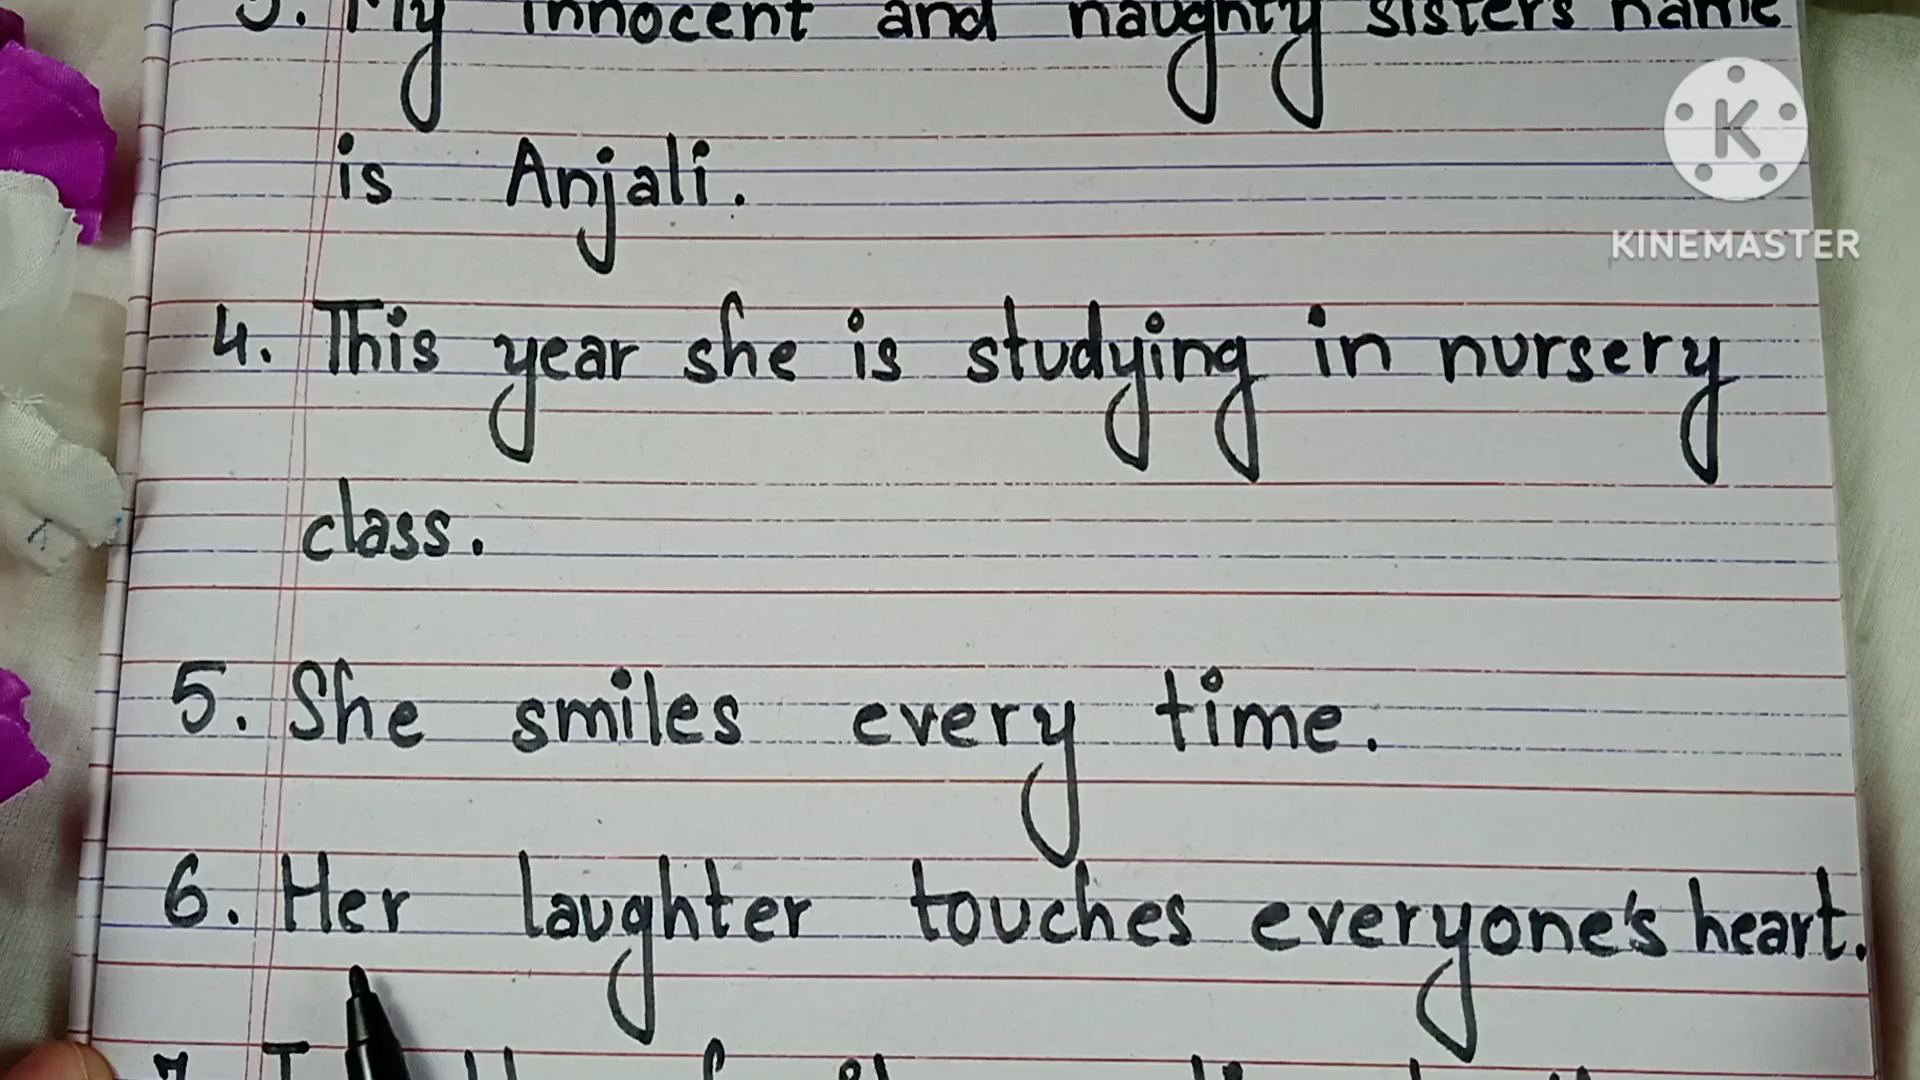 3. My innocent and naughty sisters name
is Anjali.
4. This year she is studying in nursery
class.
5. She smiles every time.
6. Her laughter touches everyone's heart.
7.
K
KINEMASTER